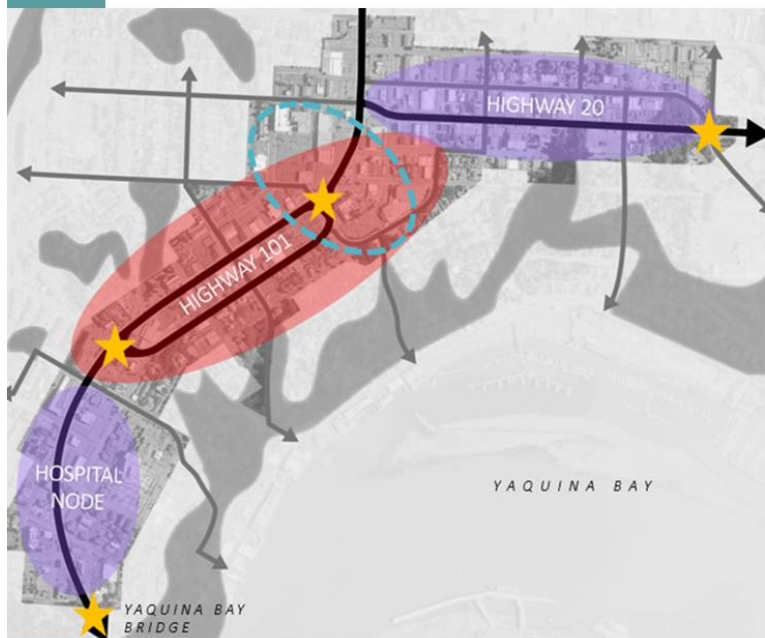 HIGHWAY 20
HIGHWAY 101
HOSPITAL
NODE
YAQUINA BAY
YAQUINA BAY
BRIDGE